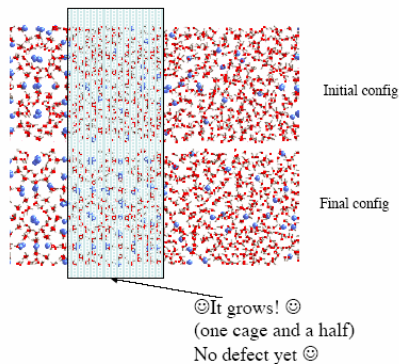 Initial config
Final config
☺It grows! ☺
(one cage and a half)
No defect yet ☺